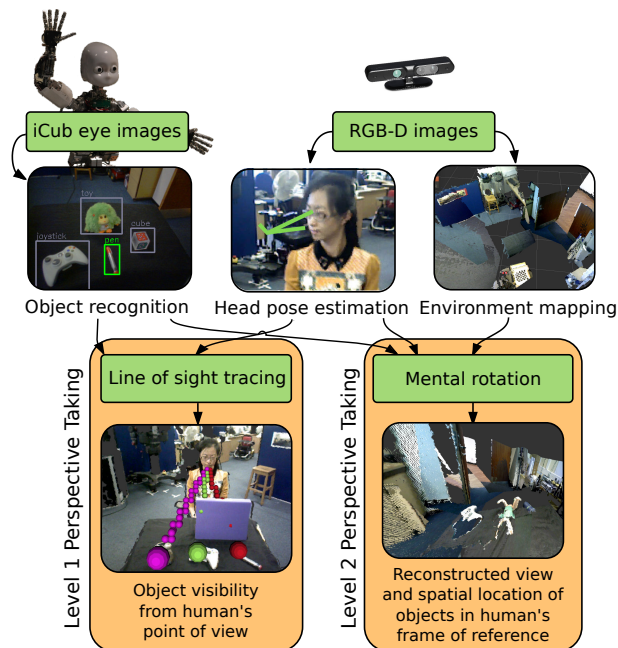 iCub eye images
RGB-D images
toy
joystick
cube
pen
Object recognition
Head pose estimation
Environment mapping
Level 1 Perspective Taking
Line of sight tracing
Object visibility
from human's
point of view
Level 2 Perspective Taking
Mental rotation
Reconstructed view
and spatial location of
objects in human's
frame of reference